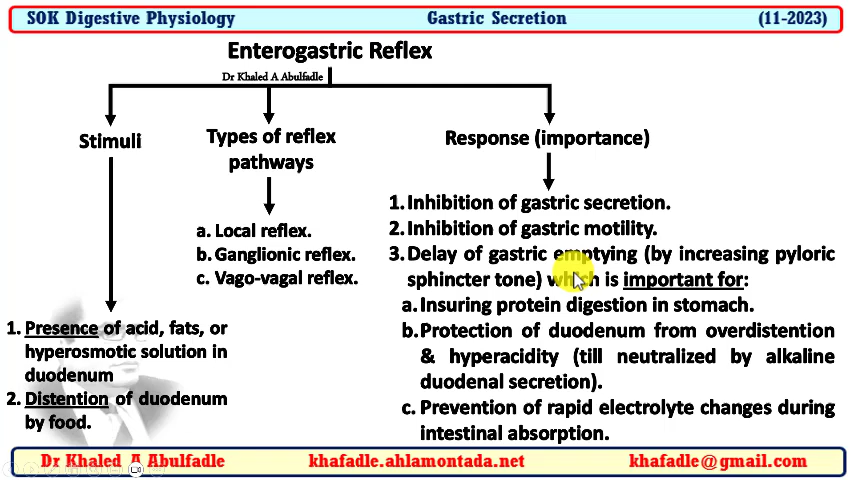 SOK Digestive Physiology Gastric Secretion (11-2023)
Enterogastric Reflex
Dr Khaled A Abulfadle
Stimuli
1. Presence of acid, fats, or
hyperosmotic solution in
duodenum
2. Distention of duodenum
by food.
Types of reflex
pathways
a. Local reflex.
b. Ganglionic reflex.
c. Vago-vagal reflex.
Response (importance)
1. Inhibition of gastric secretion.
2. Inhibition of gastric motility.
3. Delay of gastric emptying (by increasing pyloric
sphincter tone) which is important for:
a. Insuring protein digestion in stomach.
b. Protection of duodenum from overdistention
& hyperacidity (till neutralized by alkaline
duodenal secretion).
c. Prevention of rapid electrolyte changes during
intestinal absorption.
Dr Khaled A Abulfadle khafadle.ahlamontada.net khafadle@gmail.com